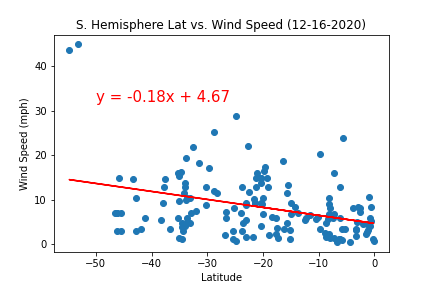 S. Hemisphere Lat vs. Wind Speed (12-16-2020)
40
30
20
10
0
Wind Speed (mph)
y = -0.18x + 4.67
−50 −40 −30 −20 −10 0
Latitude